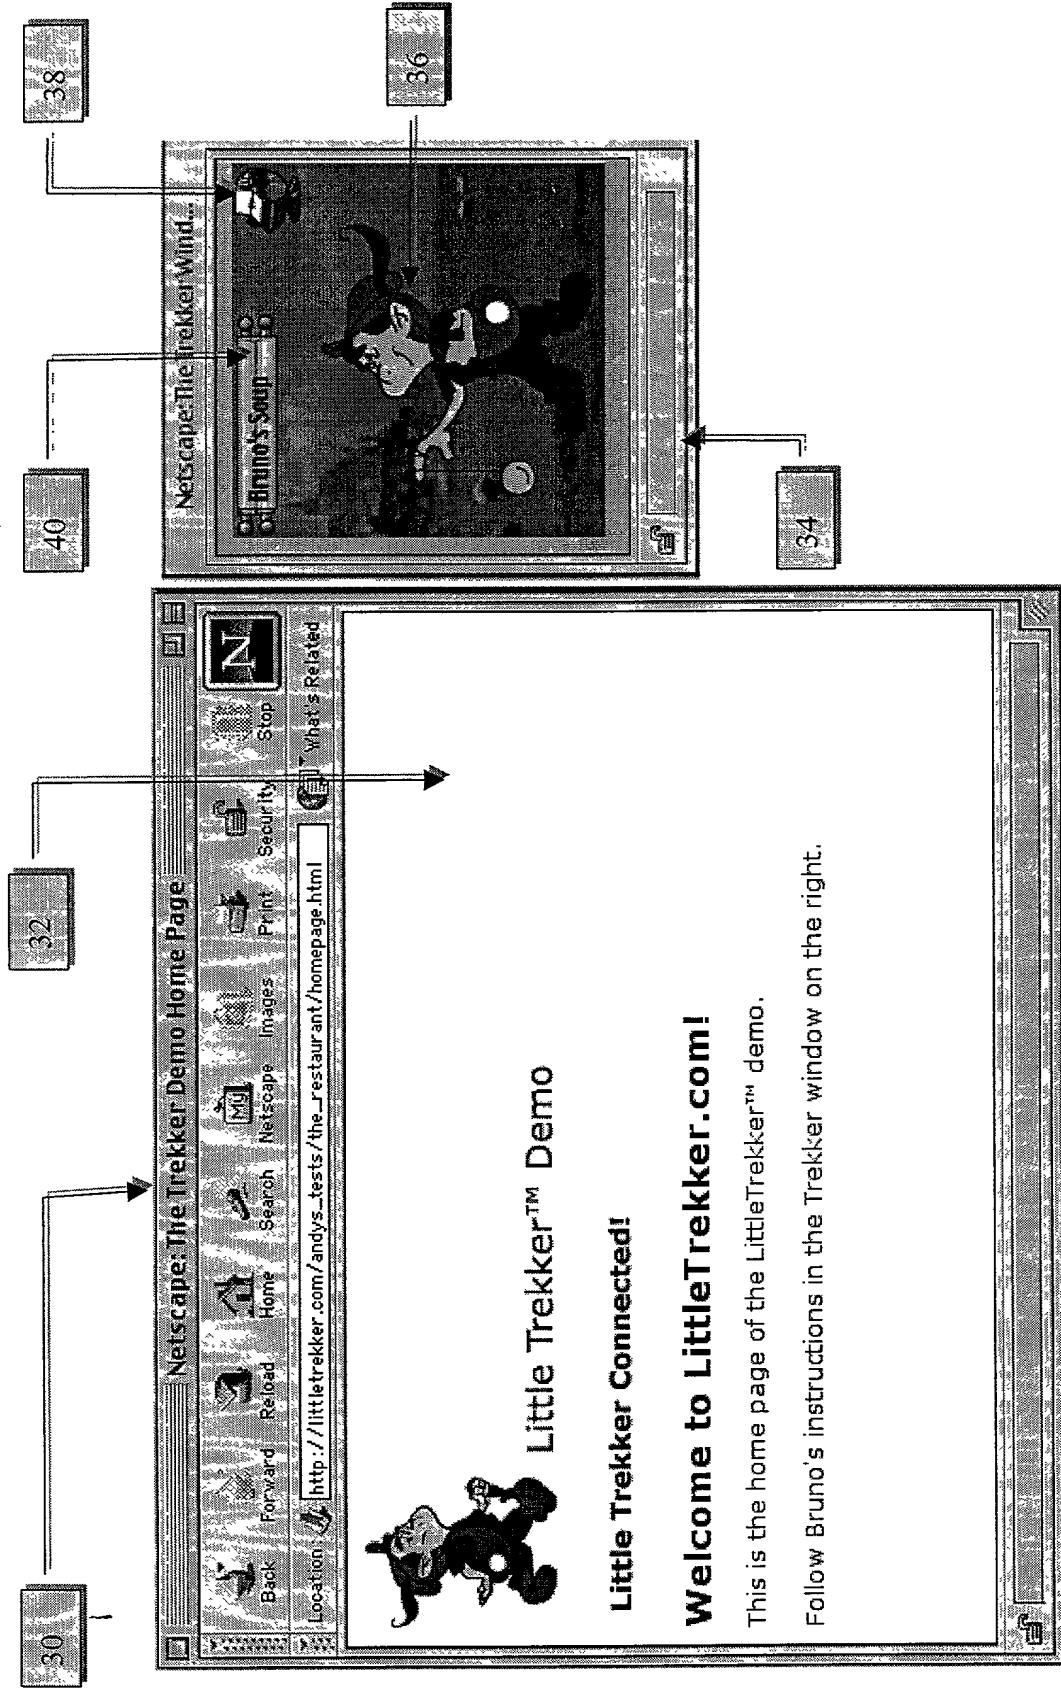 30
32
40
38
Netscape: The Trekker Demo Home Page
Back Forward Reload Home Search Netscape Images Print Security Stop
My
N
Location: http://littletrekker.com/andys_tests/the_restaurant/homepage.html What's Related
Little Trekker™ Demo
Little Trekker Connected!
Welcome to LittleTrekker.com!
This is the home page of the LittleTrekker™ demo.
Follow Bruno's instructions in the Trekker window on the right.
Netscape: The Trekker Wind...
Bruno's Soup
36
34